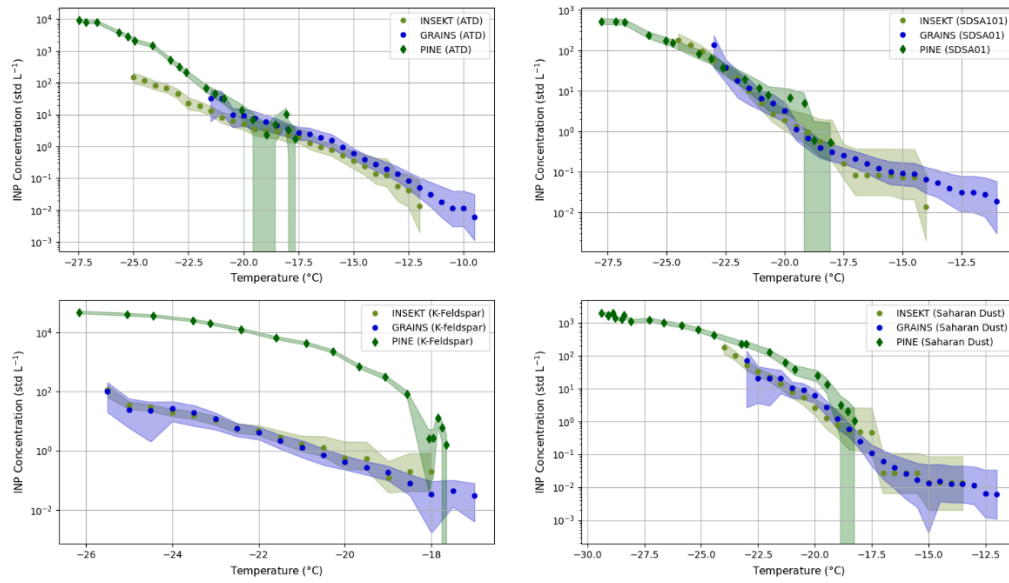 INSEKT (ATD)
GRAINS (ATD)
PINE (ATD)
INP Concentration (std L⁻¹)
10⁴
10³
10²
10¹
10⁰
10⁻¹
10⁻²
10⁻³
−27.5 −25.0 −22.5 −20.0 −17.5 −15.0 −12.5 −10.0
Temperature (°C)
INSEKT (SDSA101)
GRAINS (SDSA01)
PINE (SDSA01)
INP Concentration (std L⁻¹)
10³
10²
10¹
10⁰
10⁻¹
10⁻²
−27.5 −25.0 −22.5 −20.0 −17.5 −15.0 −12.5
Temperature (°C)
INSEKT (K-Feldspar)
GRAINS (K-feldspar)
PINE (K-Feldspar)
INP Concentration (std L⁻¹)
10⁴
10²
10⁰
10⁻²
−26 −24 −22 −20 −18
Temperature (°C)
INSEKT (Saharan Dust)
GRAINS (Saharan Dust)
PINE (Saharan Dust)
INP Concentration (std L⁻¹)
10³
10²
10¹
10⁰
10⁻¹
10⁻²
10⁻³
−30.0 −27.5 −25.0 −22.5 −20.0 −17.5 −15.0 −12.5
Temperature (°C)